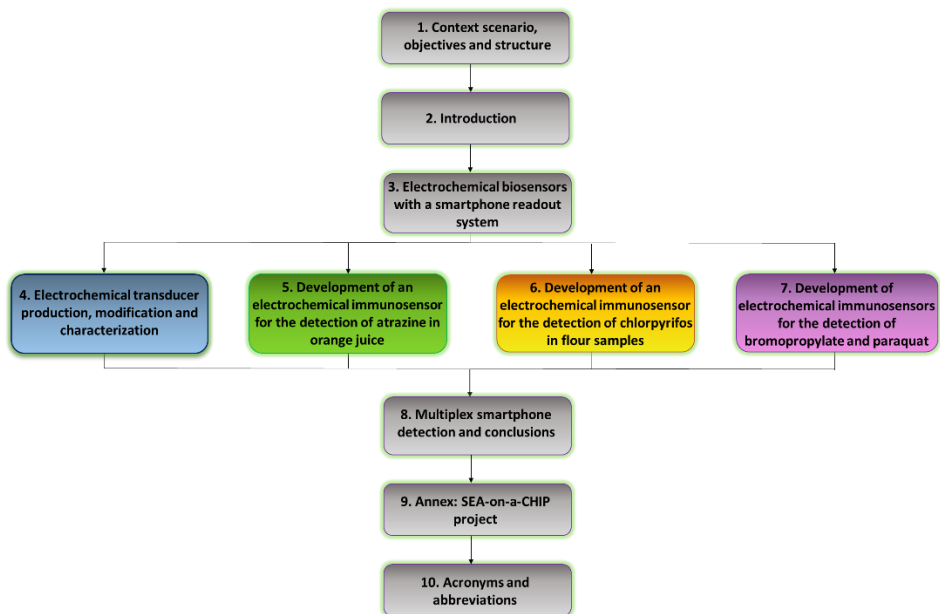 1. Context scenario,
objectives and structure
2. Introduction
3. Electrochemical biosensors
with a smartphone readout
system
4. Electrochemical transducer
production, modification and
characterization
5. Development of an
electrochemical immunosensor
for the detection of atrazine in
orange juice
6. Development of an
electrochemical immunosensor
for the detection of chlorpyrifos
in flour samples
7. Development of
electrochemical immunosensors
for the detection of
bromopropylate and paraquat
8. Multiplex smartphone
detection and conclusions
9. Annex: SEA-on-a-CHIP
project
10. Acronyms and
abbreviations